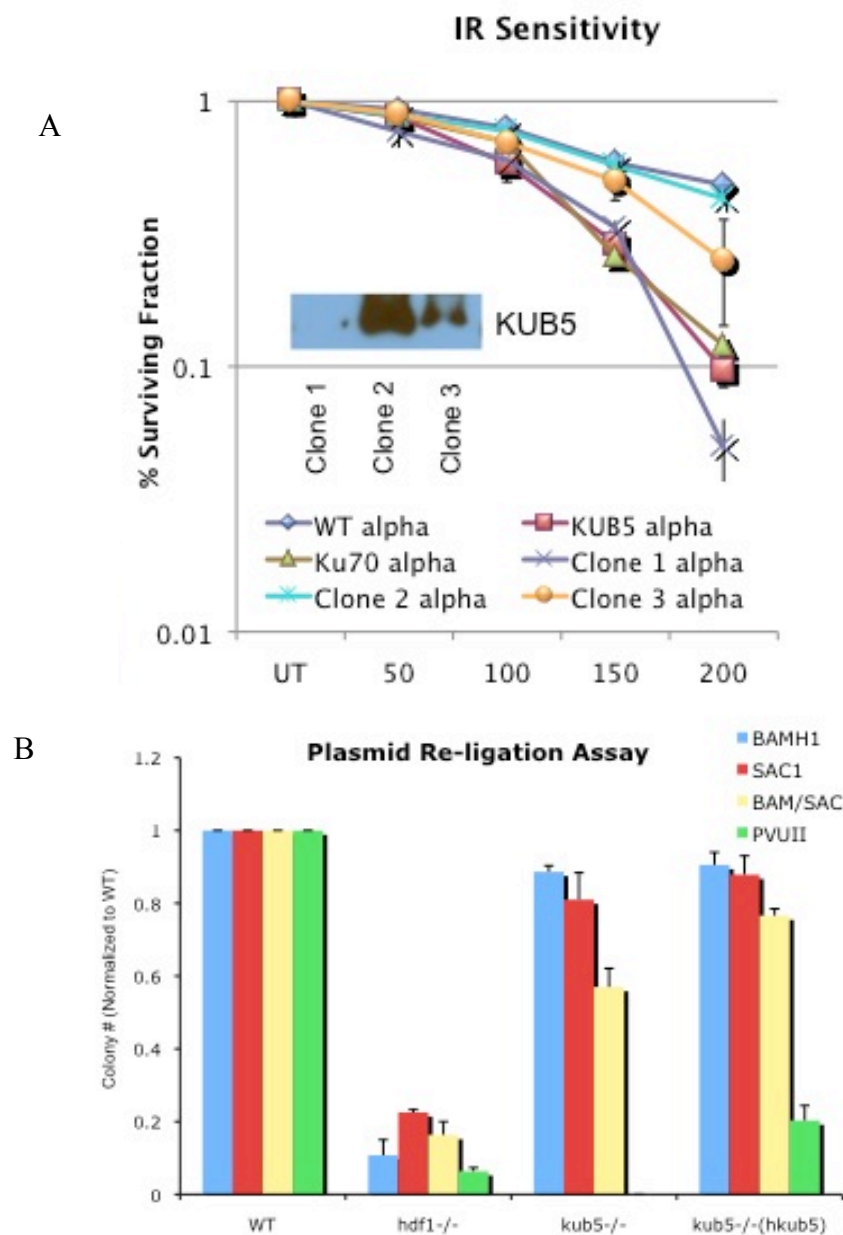 IR Sensitivity
A
1
0.1
0.01
% Surviving Fraction
KUB5
Clone 1
Clone 2
Clone 3
WT alpha
KUB5 alpha
Ku70 alpha
Clone 1 alpha
Clone 2 alpha
Clone 3 alpha
UT 50 100 150 200
B
Plasmid Re-ligation Assay
BAMH1
SAC1
BAM/SAC
PVUII
1.2
1
0.8
0.6
0.4
0.2
0
Colony # (Normalized to WT)
WT hdf1-/- kub5-/- kub5-/-(hkub5)